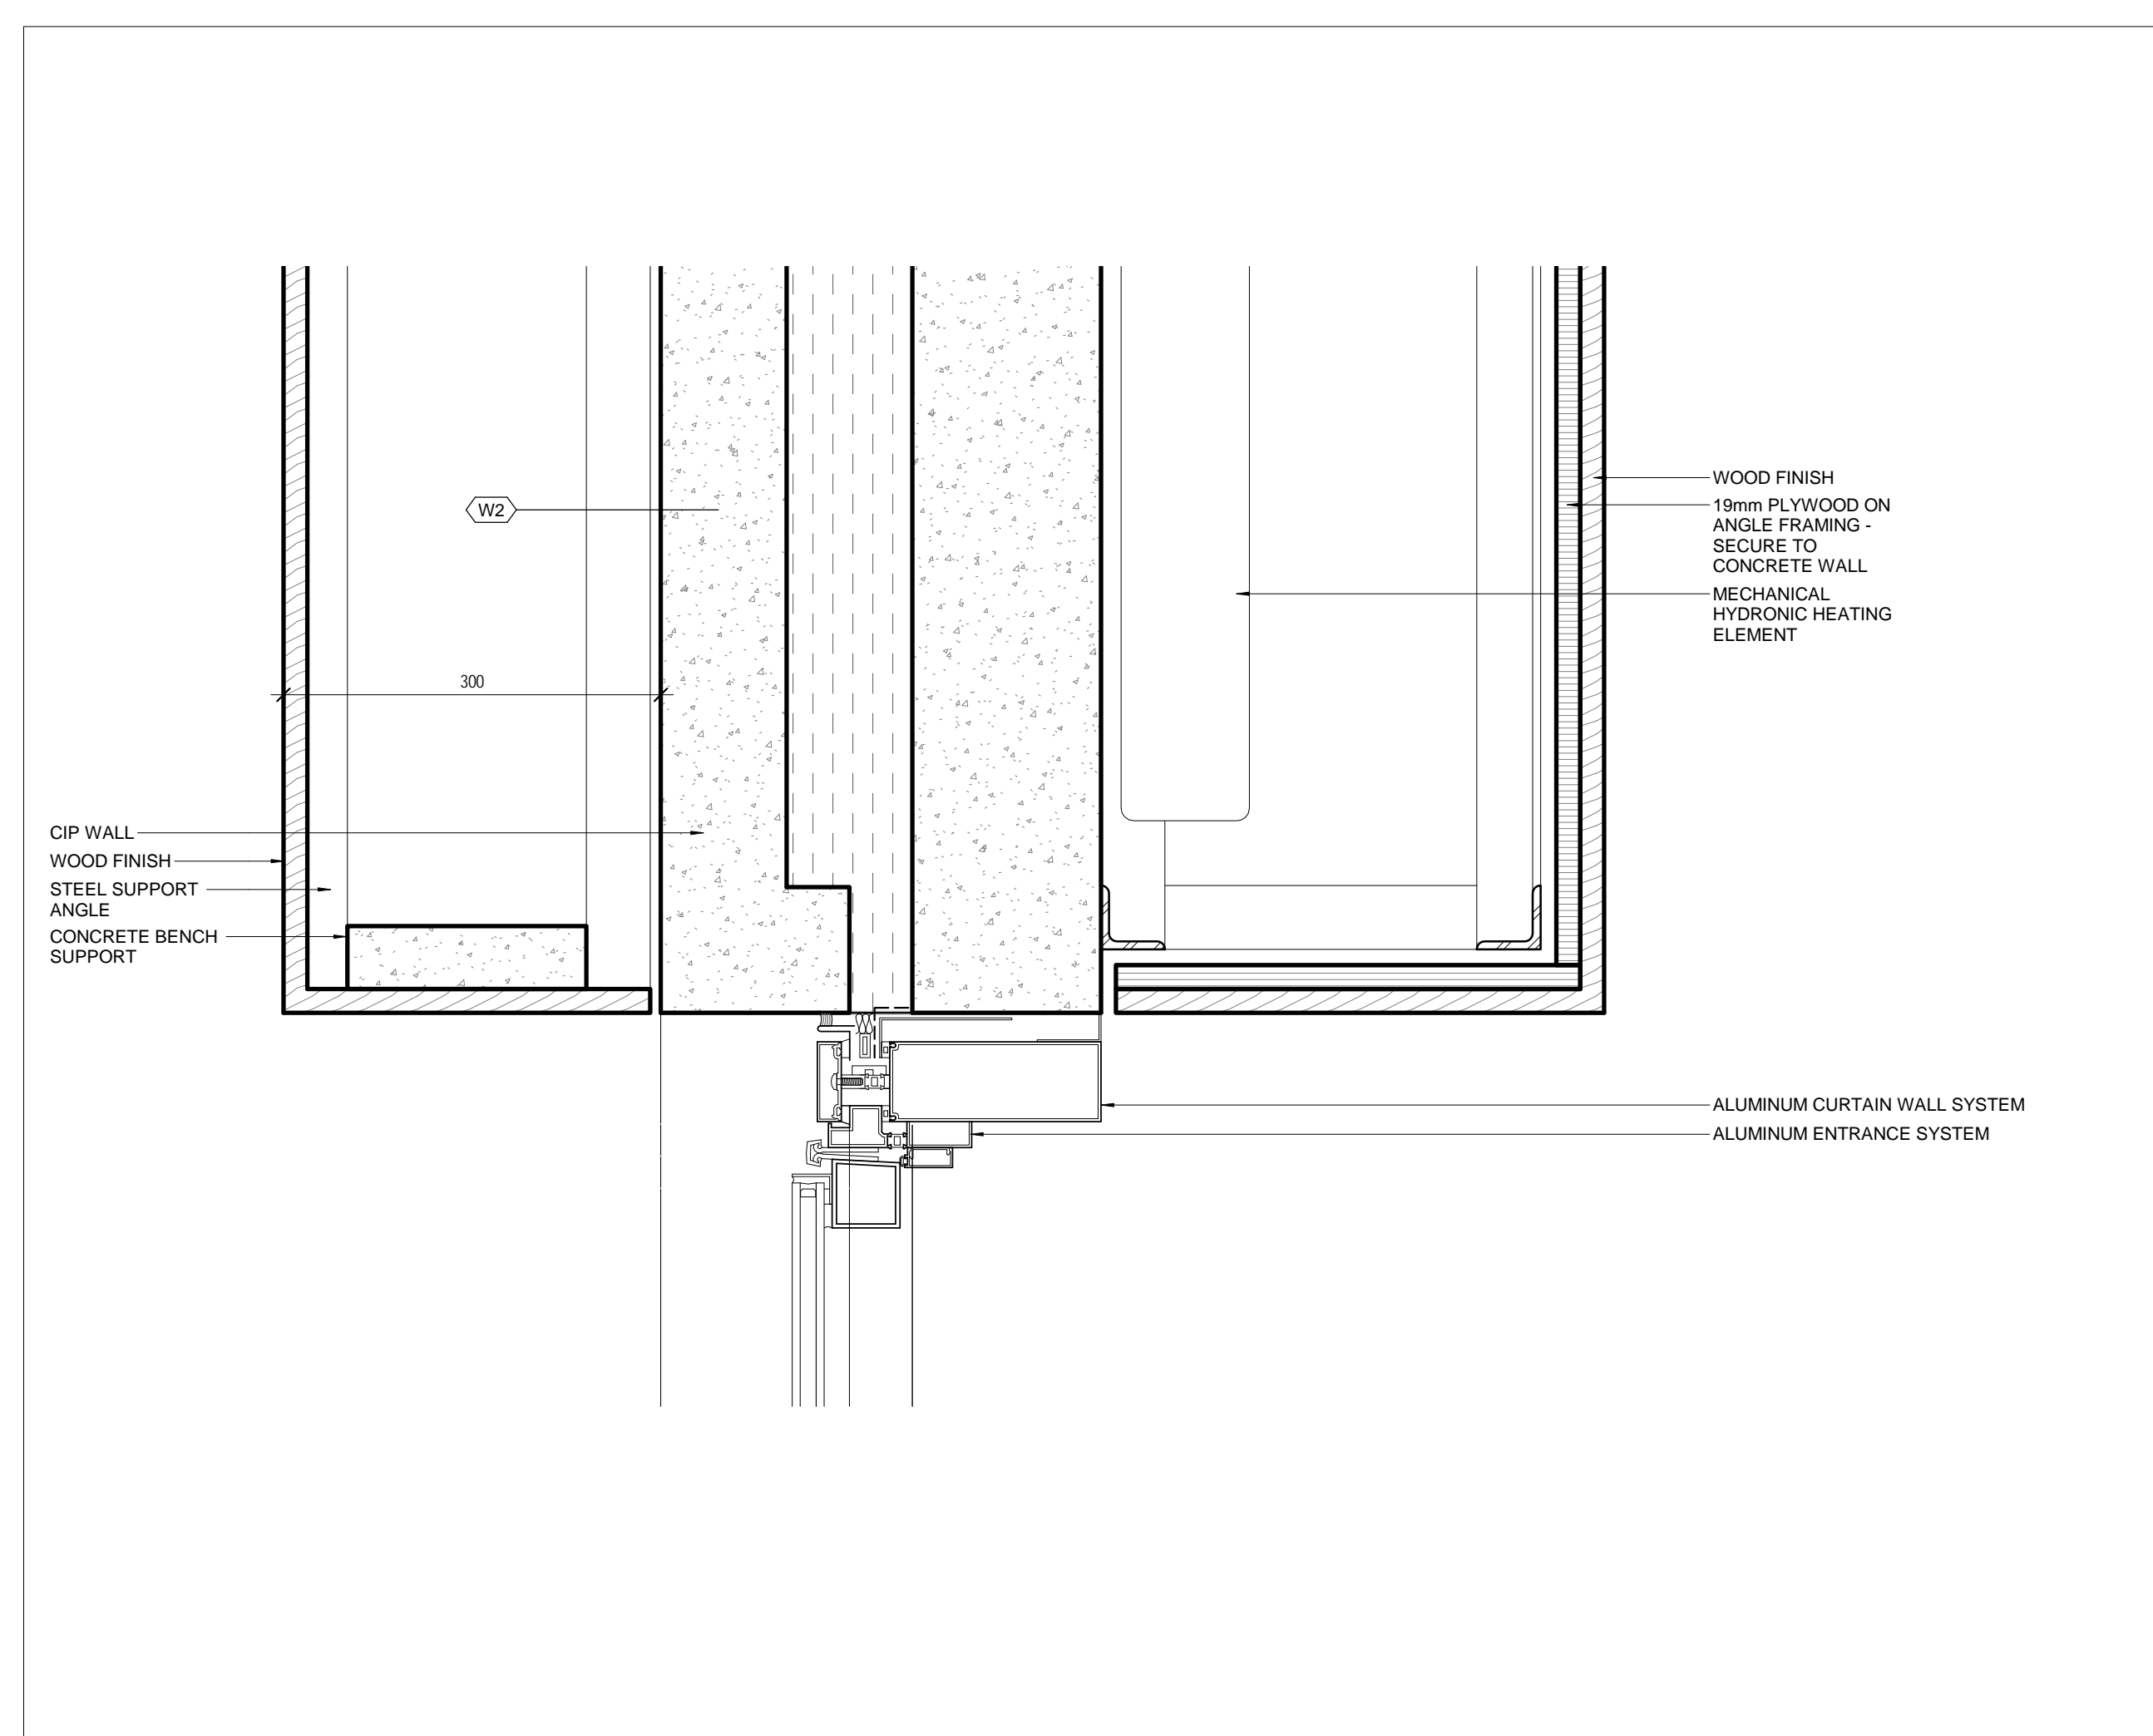 WOOD FINISH
19mm PLYWOOD ON
ANGLE FRAMING -
SECURE TO
CONCRETE WALL
MECHANICAL
HYDRONIC HEATING
ELEMENT
W2
300
CIP WALL
WOOD FINISH
STEEL SUPPORT
ANGLE
CONCRETE BENCH
SUPPORT
ALUMINUM CURTAIN WALL SYSTEM
ALUMINUM ENTRANCE SYSTEM